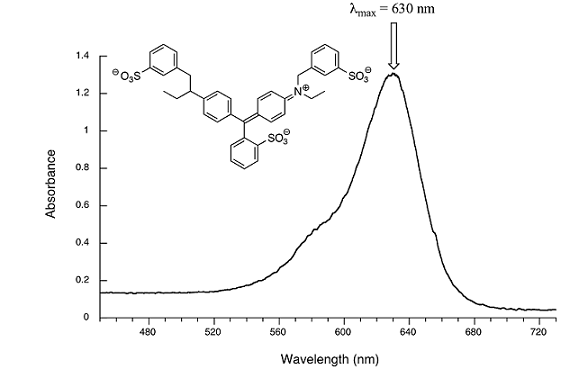 λmax = 630 nm
1.4
1.2
1
0.8
0.6
0.4
0.2
0
Absorbance
480 520 560 600 640 680 720
Wavelength (nm)
⊖O3S
SO3⊖
N⊕
SO3⊖